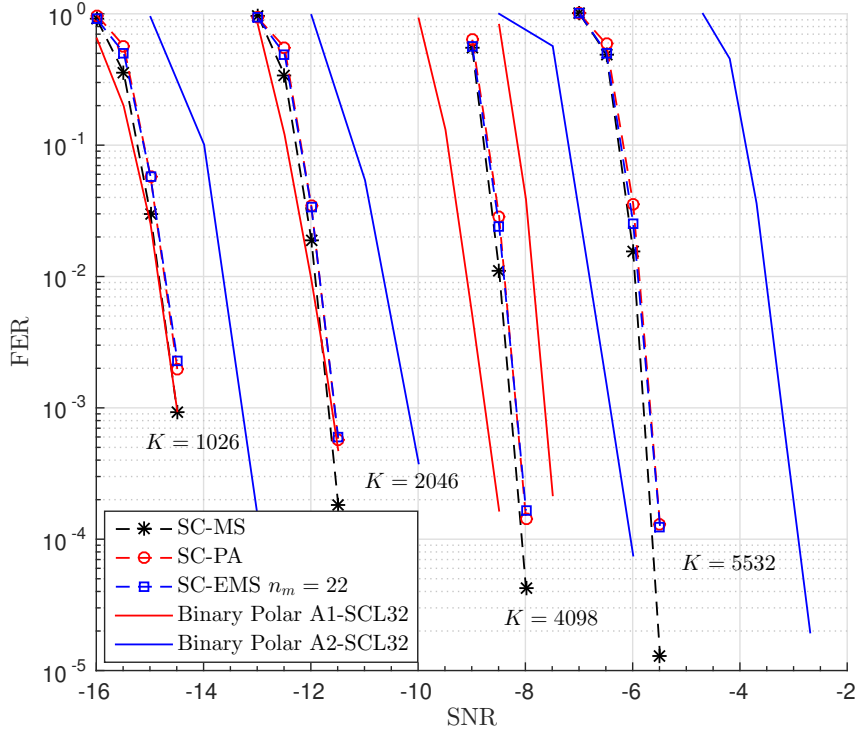 10^0
10^-1
10^-2
10^-3
10^-4
10^-5
FER
K = 1026
K = 2046
K = 4098
K = 5532
SC-MS
SC-PA
SC-EMS n_m = 22
Binary Polar A1-SCL32
Binary Polar A2-SCL32
-16 -14 -12 -10 -8 -6 -4 -2
SNR